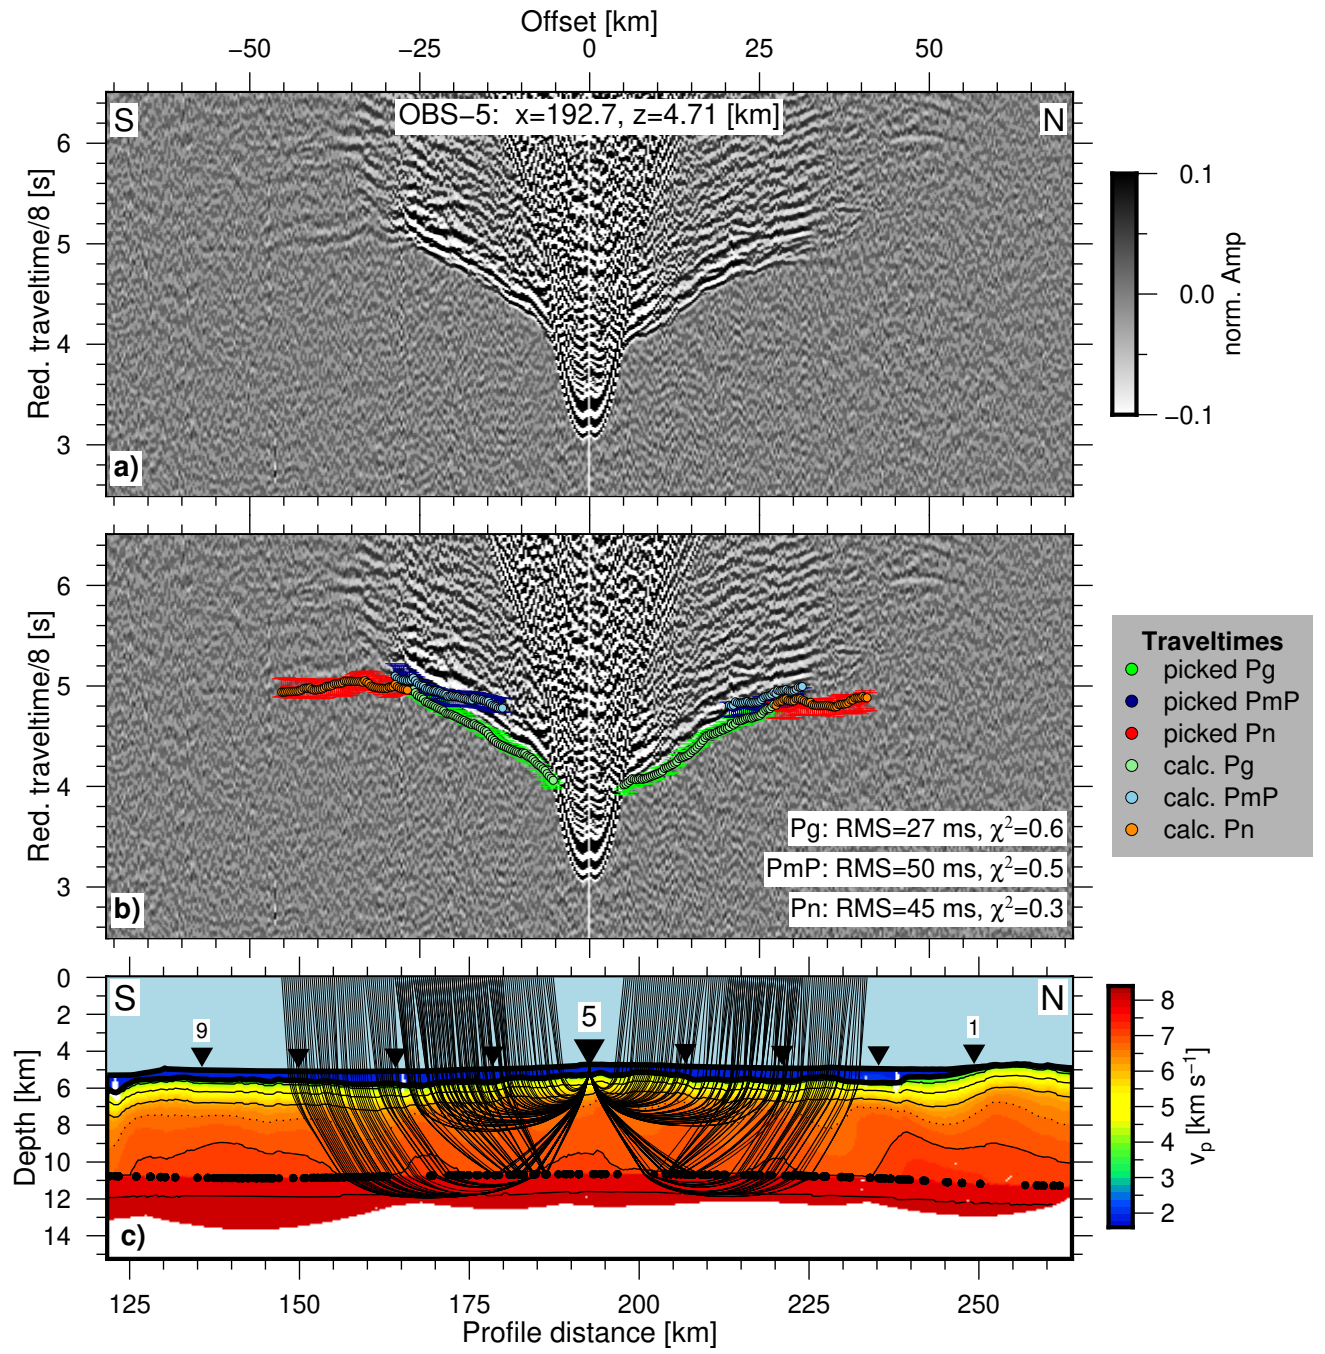 Offset [km]
−50 −25 0 25 50
S OBS−5: x=192.7, z=4.71 [km] N
6
5
4
3
Red. traveltime/8 [s]
a)
0.1
0.0
−0.1
norm. Amp
6
5
4
3
Red. traveltime/8 [s]
b)
Pg: RMS=27 ms, χ²=0.6
PmP: RMS=50 ms, χ²=0.5
Pn: RMS=45 ms, χ²=0.3
Traveltimes
picked Pg
picked PmP
picked Pn
calc. Pg
calc. PmP
calc. Pn
0
2
4
6
8
10
12
14
Depth [km]
S N
9 5 1
c)
8
7
6
5
4
3
2
vₚ [km s⁻¹]
125 150 175 200 225 250
Profile distance [km]